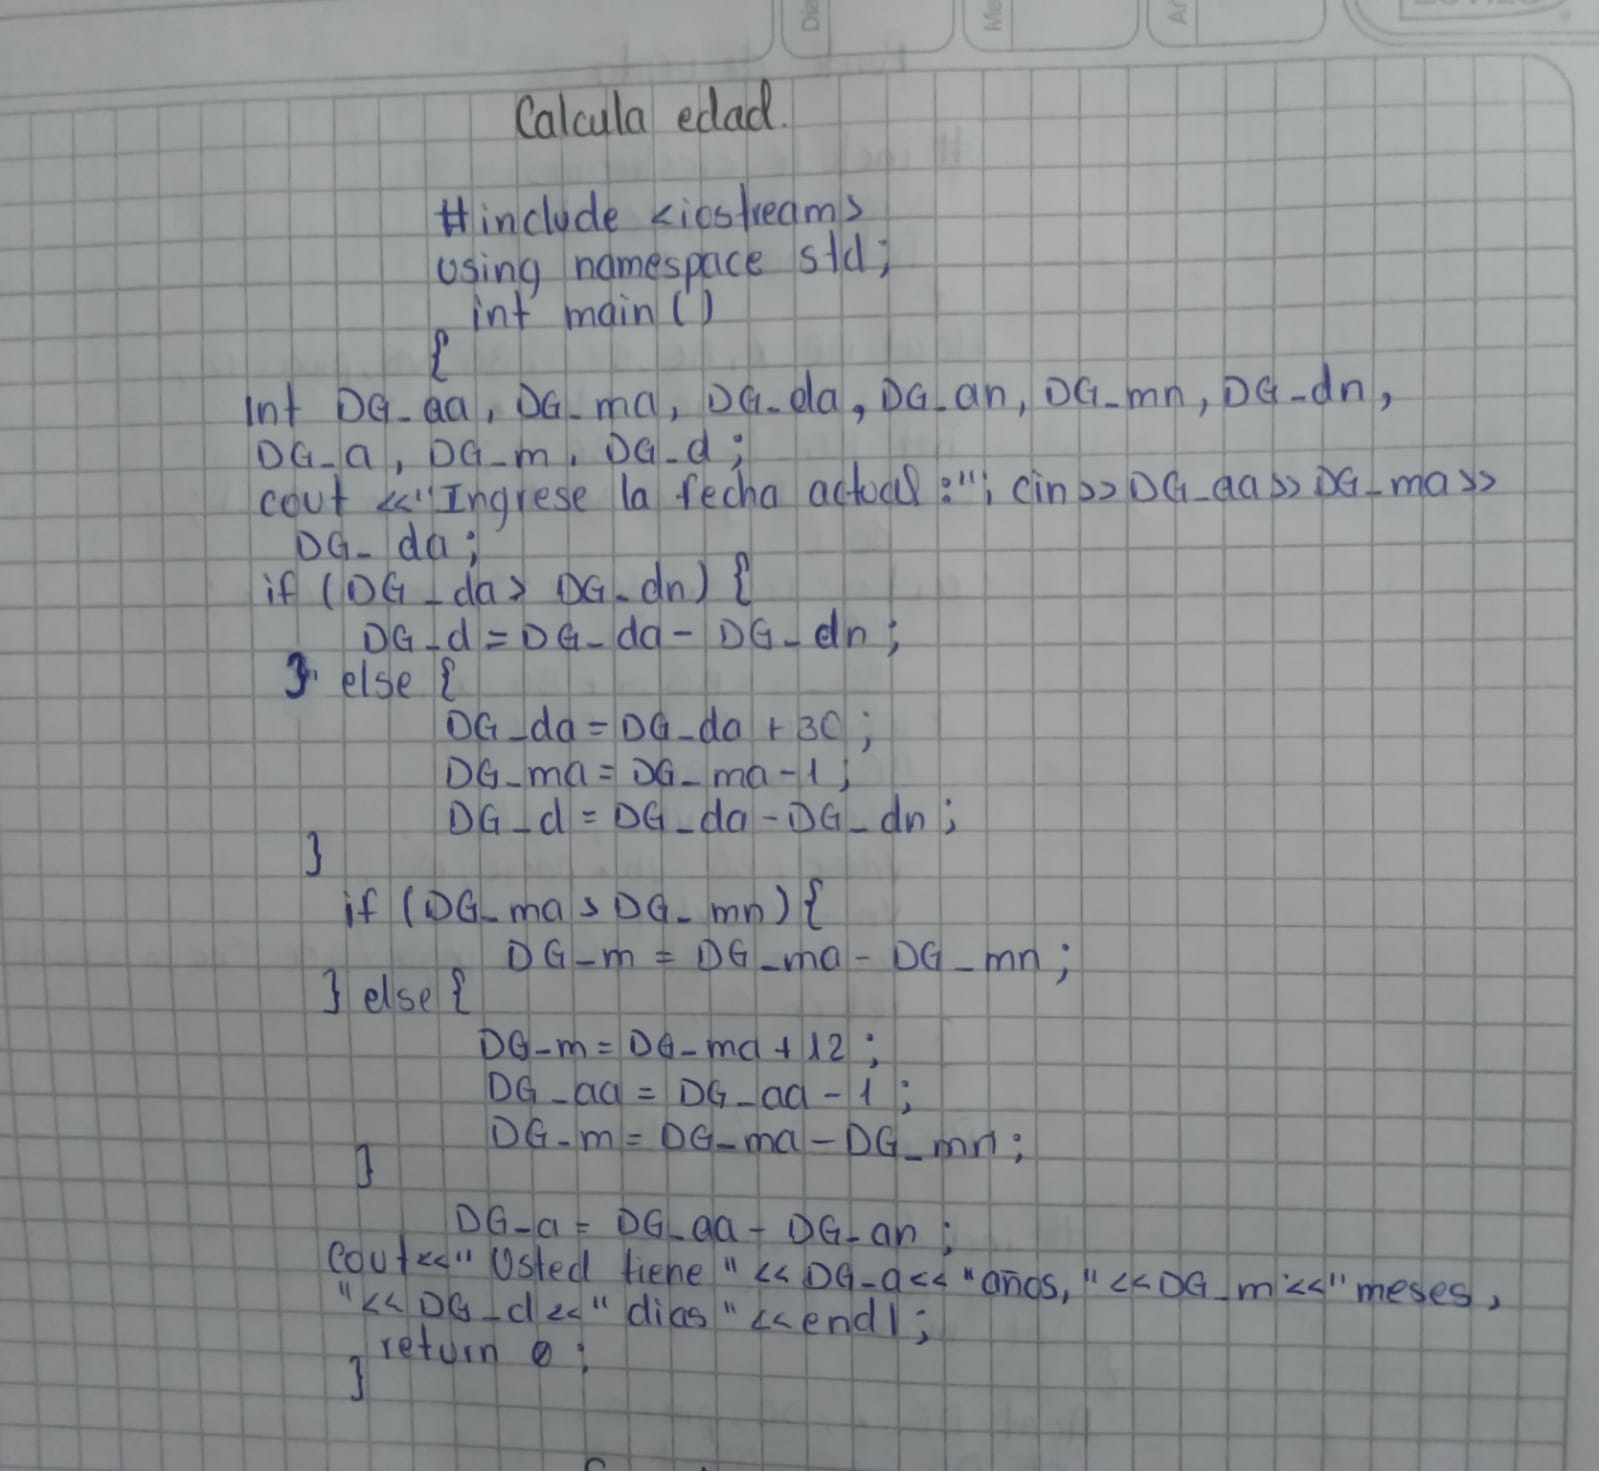 Dia
Me
Calcula edad.
#include <iostream>
using namespace std;
int main()
{
int DG_aa, DG_ma, DG_da, DG_an, DG_mn, DG_dn,
DG_a, DG_m, DG_d;
cout <<"Ingrese la fecha actual:"; cin>>DG_aa>>DG_ma>>
DG_da;
if (DG_da> DG_dn) {
DG_d=DG_da- DG_dn;
} else {
DG_da=DG_da +30;
DG_ma=DG_ma-1;
DG_d = DG_da-DG_dn;
}
if (DG_ma> DG_mn){
DG_m = DG_ma- DG_mn;
} else {
DG_m=DG_ma+12;
DG_aa = DG_aa-1;
DG_m=DG_ma-DG_mn;
}
DG_a= DG_aa- DG_an;
cout<<" Usted tiene "<<DG_a<< "años, "<<DG_m<<" meses,
"<<DG_d<<" dias "<<endl;
return 0;
}